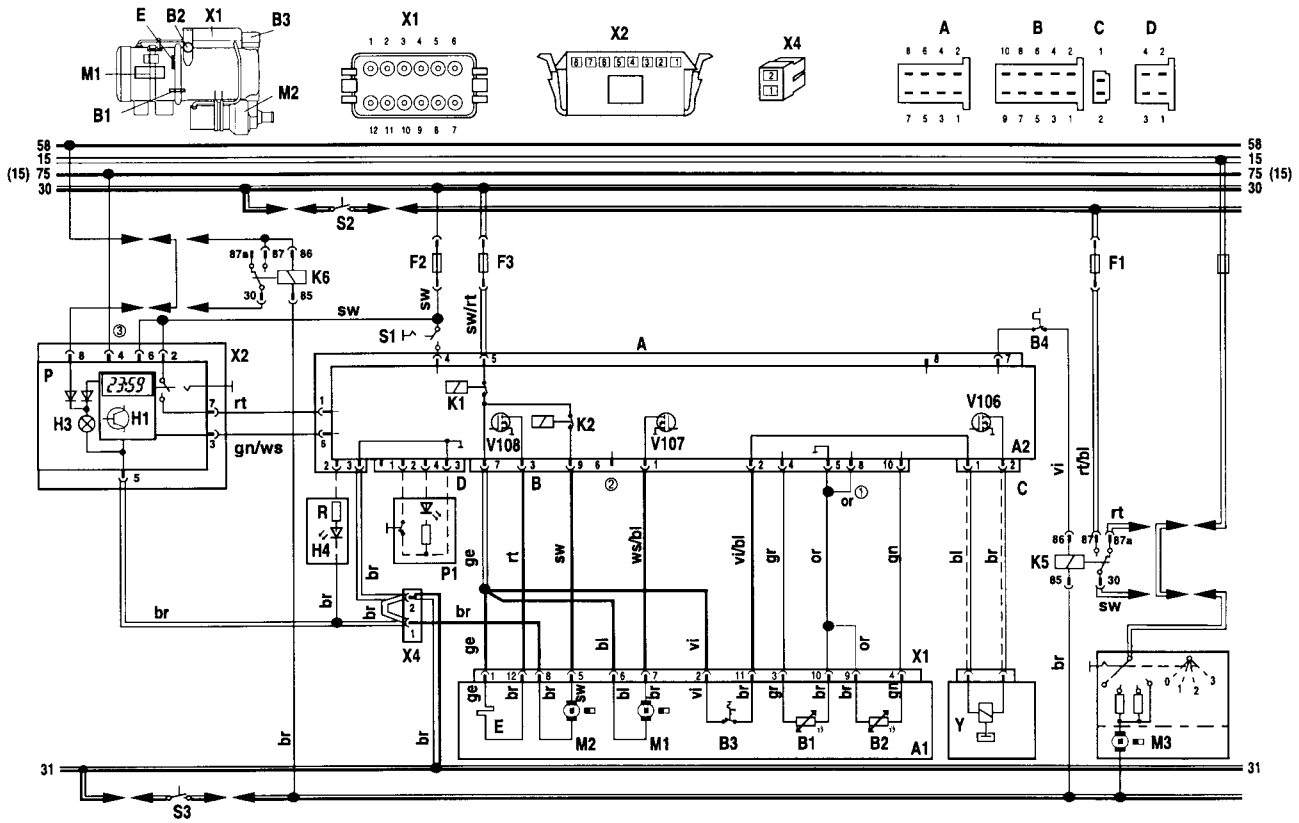 E B2 X1 B3
M1
B1
M2
X1
1 2 3 4 5 6
12 11 10 9 8 7
X2
8 7 6 5 4 3 2 1
X4
2
1
A
8 6 4 2
7 5 3 1
B
10 8 6 4 2
9 7 5 3 1
C
1
2
D
4 2
3 1
58 58
15 15
(15) 75 75 (15)
30 30
S2
87a 87 86
K6
30 85
F2 F3 F1
sw
sw
sw/rt
S1
A
B4
③
8 4 6 2
X2
4 5 8 7
P
23:59
H3 H1
7 rt 1
3 gn/ws 6
5
K1
V108
K2
V107
V106
A2
2 3 1 2 4 3
D
7 3 9 6 1 2 4 5 8 10
B
②
①
or
1 2
C
R
H4
P1
br
br
br
br
br
br
2
1
X4
ge
rt
sw
ws/bl
vi/bl
gr
or
gn
bl
br
vi
rt/bl
rt
86 87 87a
K5
85 30
sw
ge
bl
vi
or
br
X1
1 12 8 5 6 7 2 11 3 10 9 4
ge br br sw bl br vi br gr br br gn
E
M2
M1
B3
B1
1)
B2
1)
A1
1 2
Y
0 1 2 3
M3
br
br
31 31
S3